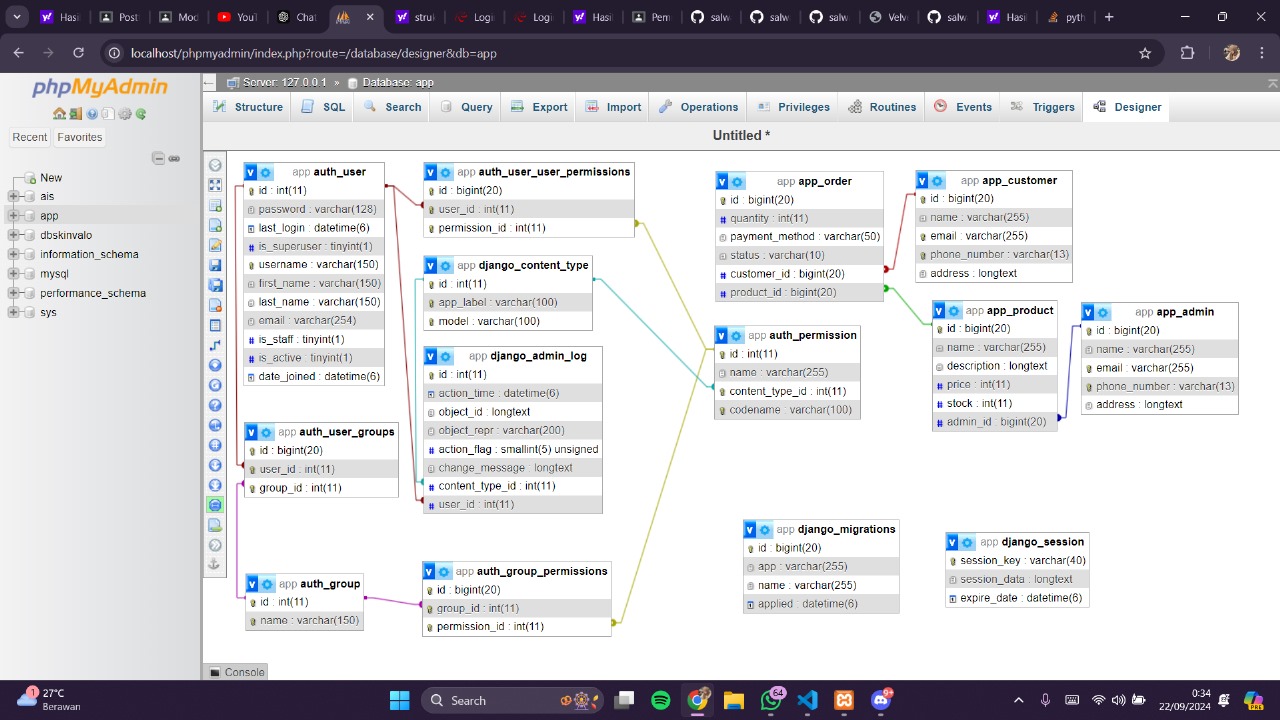 Hasi
Post
Mod
YouT
Chat
struk
Login
Logi
Hasil
Pem
salw
salw
salw
Velv
salw
Hasi
pyth
localhost/phpmyadmin/index.php?route=/database/designer&db=app
phpMyAdmin
Recent
Favorites
New
ais
app
dbskinvalo
information_schema
mysql
performance_schema
sys
Server: 127.0.0.1 » Database: app
Structure
SQL
Search
Query
Export
Import
Operations
Privileges
Routines
Events
Triggers
Designer
Untitled *
v app auth_user
id : int(11)
password : varchar(128)
last_login : datetime(6)
# is_superuser : tinyint(1)
username : varchar(150)
first_name : varchar(150)
last_name : varchar(150)
email : varchar(254)
# is_staff : tinyint(1)
# is_active : tinyint(1)
date_joined : datetime(6)
v app auth_user_groups
id : bigint(20)
user_id : int(11)
group_id : int(11)
v app auth_group
id : int(11)
name : varchar(150)
v app auth_user_user_permissions
id : bigint(20)
user_id : int(11)
permission_id : int(11)
v app django_content_type
id : int(11)
app_label : varchar(100)
model : varchar(100)
v app django_admin_log
id : int(11)
action_time : datetime(6)
object_id : longtext
object_repr : varchar(200)
# action_flag : smallint(5) unsigned
change_message : longtext
# content_type_id : int(11)
# user_id : int(11)
v app auth_group_permissions
id : bigint(20)
group_id : int(11)
permission_id : int(11)
v app app_order
id : bigint(20)
# quantity : int(11)
payment_method : varchar(50)
status : varchar(10)
# customer_id : bigint(20)
# product_id : bigint(20)
v app auth_permission
id : int(11)
name : varchar(255)
content_type_id : int(11)
codename : varchar(100)
v app app_customer
id : bigint(20)
name : varchar(255)
email : varchar(255)
phone_number : varchar(13)
address : longtext
v app app_product
id : bigint(20)
name : varchar(255)
description : longtext
# price : int(11)
# stock : int(11)
# admin_id : bigint(20)
v app app_admin
id : bigint(20)
name : varchar(255)
email : varchar(255)
phone_number : varchar(13)
address : longtext
v app django_migrations
id : bigint(20)
app : varchar(255)
name : varchar(255)
applied : datetime(6)
v app django_session
session_key : varchar(40)
session_data : longtext
expire_date : datetime(6)
Console
1
27°C
Berawan
Search
64
9+
0:34
22/09/2024
PRE